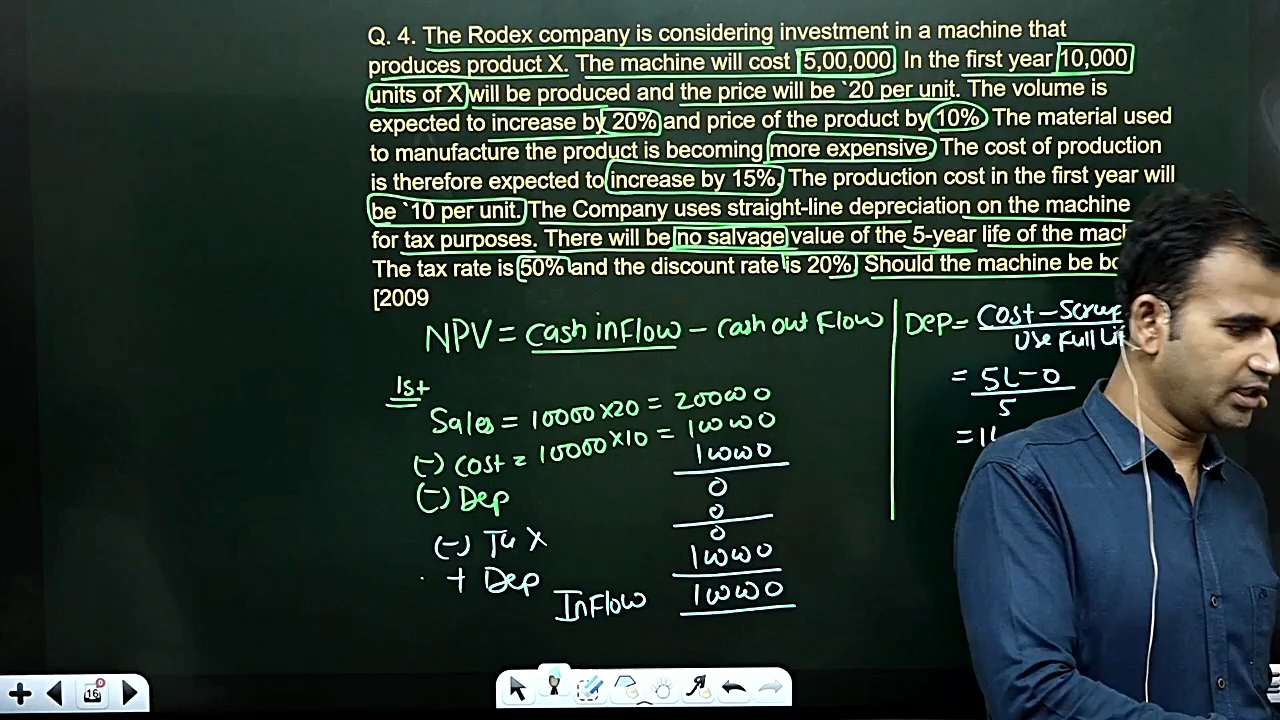 Q. 4. The Rodex company is considering investment in a machine that
produces product X. The machine will cost 5,00,000 In the first year 10,000
units of X will be produced and the price will be `20 per unit. The volume is
expected to increase by 20% and price of the product by 10% The material used
to manufacture the product is becoming more expensive. The cost of production
is therefore expected to increase by 15%. The production cost in the first year will
be `10 per unit. The Company uses straight-line depreciation on the machine
for tax purposes. There will be no salvage value of the 5-year life of the
The tax rate is 50% and the discount rate is 20% Should the machine be
[2009
NPV = Cash inflow - Cash out Flow
1st
Sales = 10000x20 = 200000
(-) Cost = 10000x10 = 100000
100000
(-) Dep
0
0
(-) Tax
0
+ Dep 100000
Inflow 100000
Dep = Cost -
Use full
= 5L-0
5
=
16